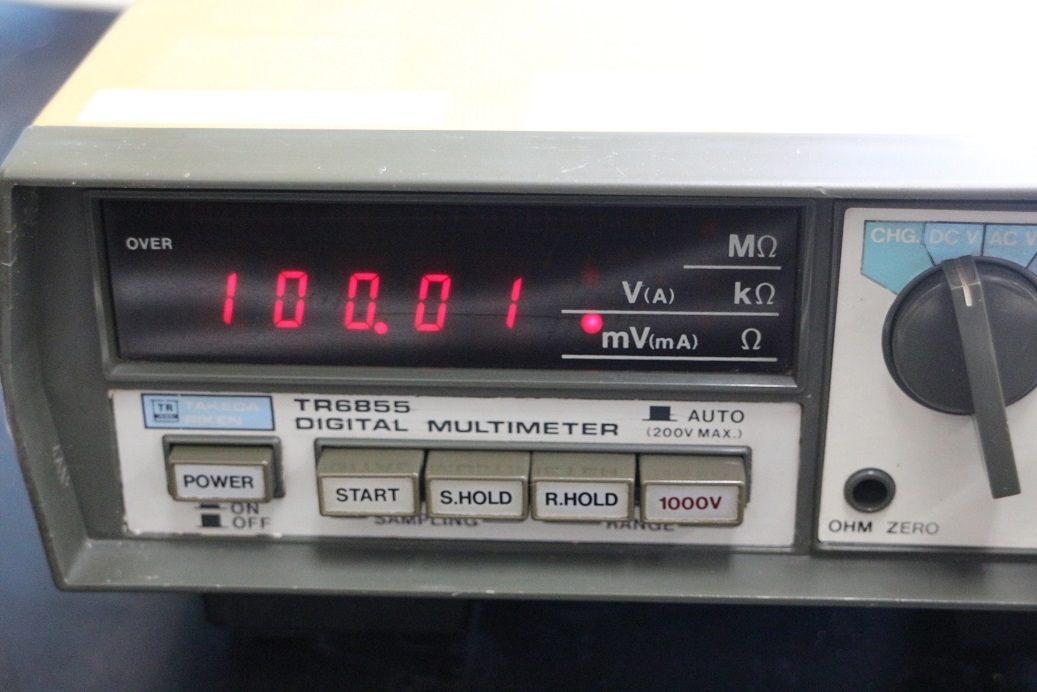 OVER
MΩ
100.01
V(A) kΩ
mV(mA) Ω
CHG. DC V AC V
TR
TAKEDA
RIKEN
TR6855
DIGITAL MULTIMETER
AUTO
(200V MAX.)
POWER
START
S.HOLD
R.HOLD
1000V
ON
OFF
SAMPLING
RANGE
OHM ZERO